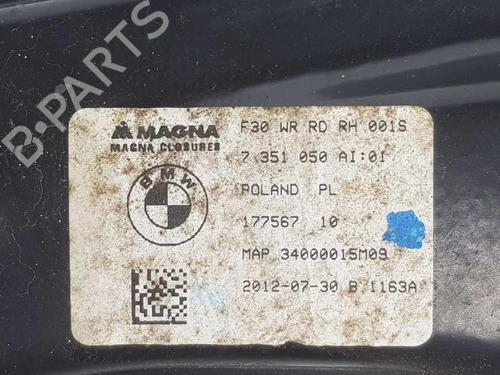 MAGNA
MAGNA CLOSURES
BMW
F30 WR RD RH 001S
7 351 050 AI:01
POLAND PL
177567 10
MAP 34000015M09
2012-07-30 B 1163A